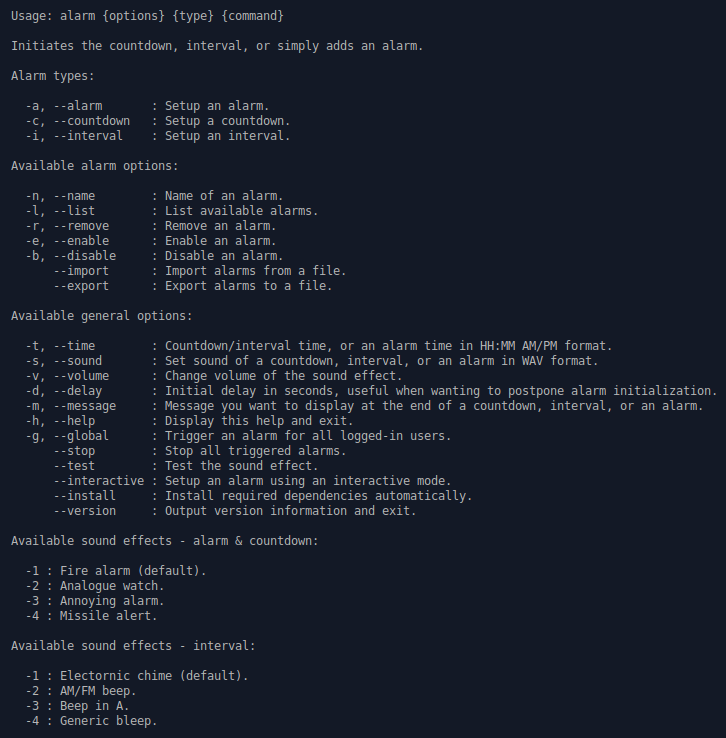 Usage: alarm {options} {type} {command}
Initiates the countdown, interval, or simply adds an alarm.
Alarm types:
-a, --alarm : Setup an alarm.
-c, --countdown : Setup a countdown.
-i, --interval : Setup an interval.
Available alarm options:
-n, --name : Name of an alarm.
-l, --list : List available alarms.
-r, --remove : Remove an alarm.
-e, --enable : Enable an alarm.
-b, --disable : Disable an alarm.
--import : Import alarms from a file.
--export : Export alarms to a file.
Available general options:
-t, --time : Countdown/interval time, or an alarm time in HH:MM AM/PM format.
-s, --sound : Set sound of a countdown, interval, or an alarm in WAV format.
-v, --volume : Change volume of the sound effect.
-d, --delay : Initial delay in seconds, useful when wanting to postpone alarm initialization.
-m, --message : Message you want to display at the end of a countdown, interval, or an alarm.
-h, --help : Display this help and exit.
-g, --global : Trigger an alarm for all logged-in users.
--stop : Stop all triggered alarms.
--test : Test the sound effect.
--interactive : Setup an alarm using an interactive mode.
--install : Install required dependencies automatically.
--version : Output version information and exit.
Available sound effects - alarm & countdown:
-1 : Fire alarm (default).
-2 : Analogue watch.
-3 : Annoying alarm.
-4 : Missile alert.
Available sound effects - interval:
-1 : Electornic chime (default).
-2 : AM/FM beep.
-3 : Beep in A.
-4 : Generic bleep.